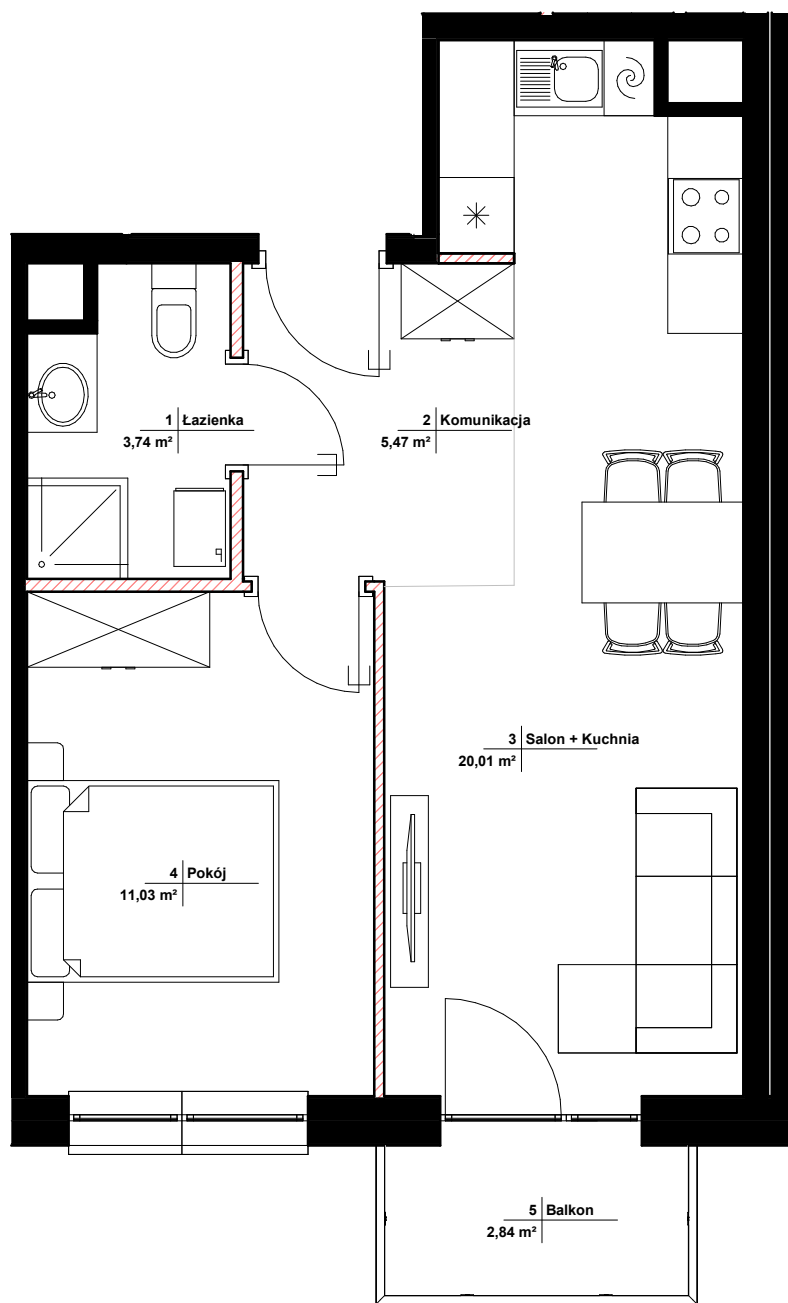 1 Łazienka
3,74 m²
2 Komunikacja
5,47 m²
3 Salon + Kuchnia
20,01 m²
4 Pokój
11,03 m²
5 Balkon
2,84 m²